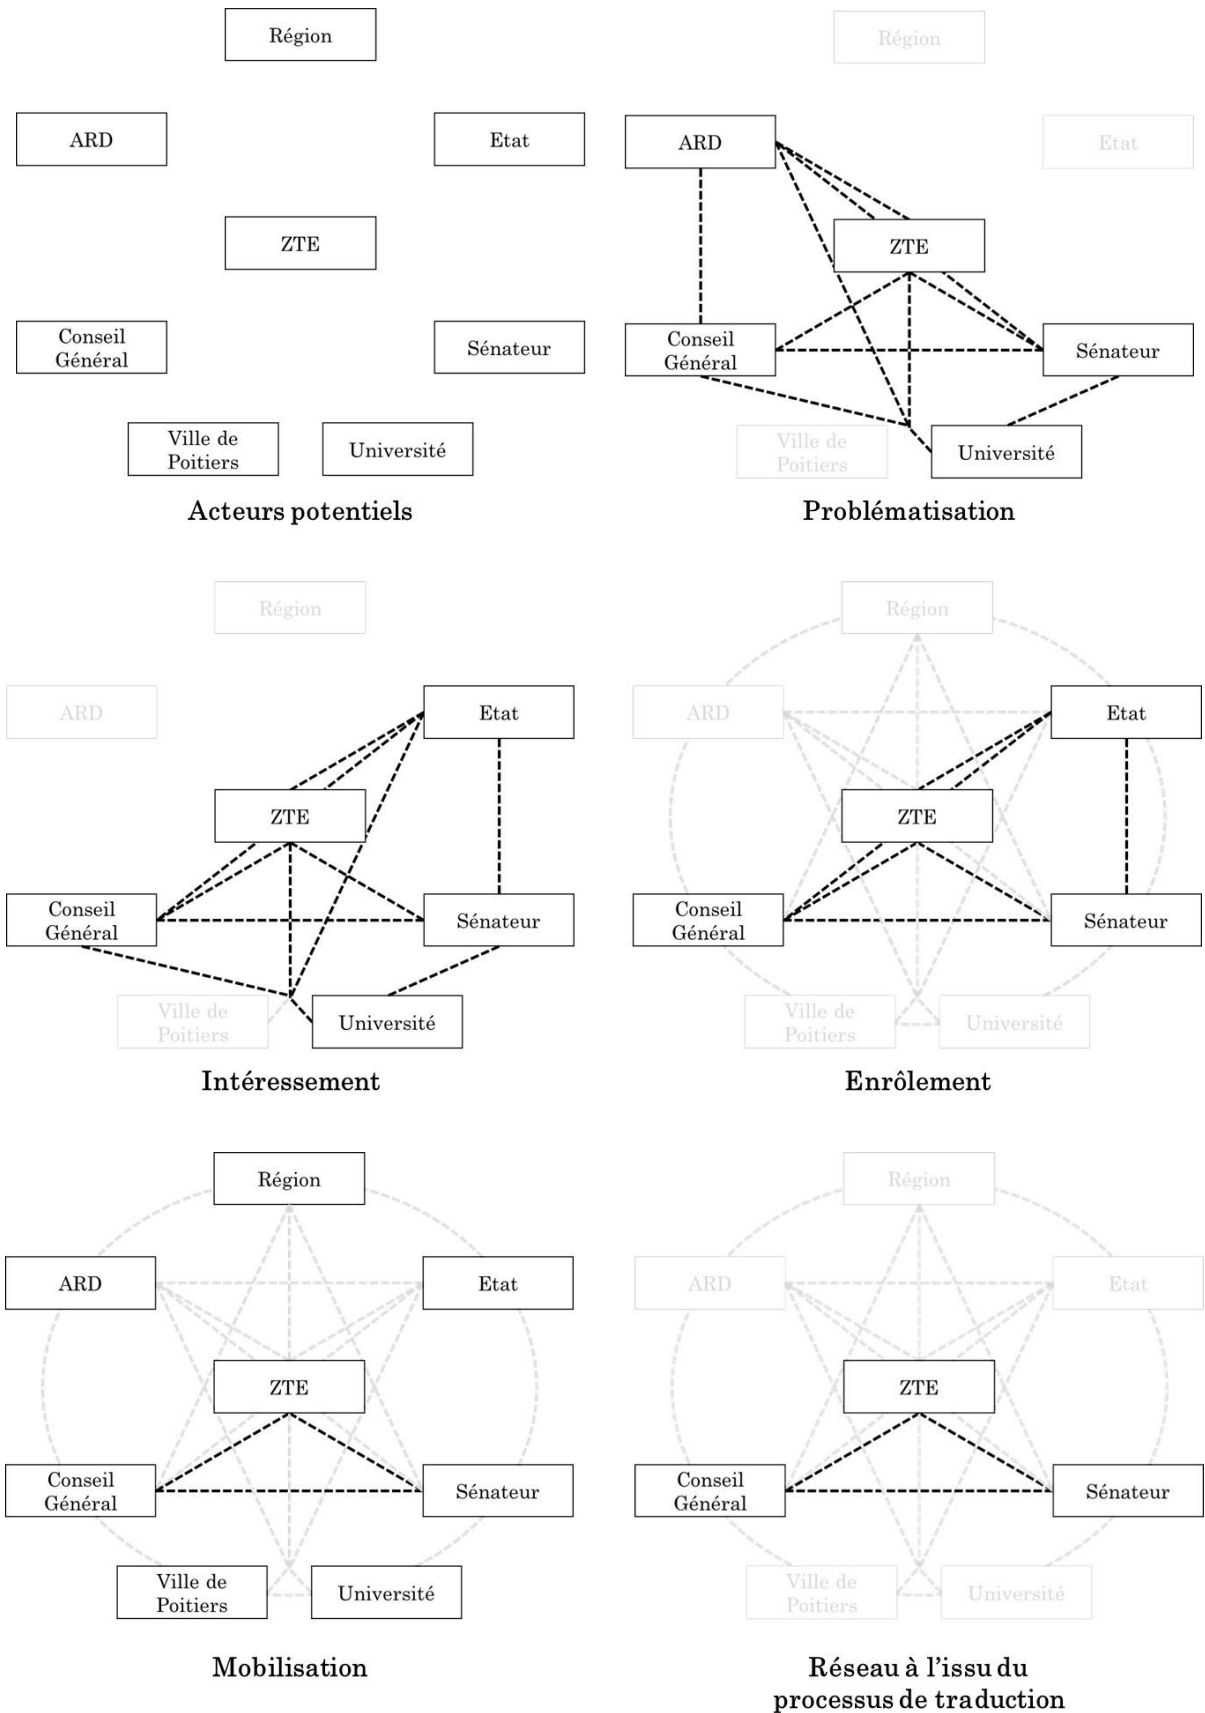 Région
ARD
Etat
ZTE
Conseil
Général
Sénateur
Ville de
Poitiers
Université
Acteurs potentiels
Région
ARD
Etat
ZTE
Conseil
Général
Sénateur
Ville de
Poitiers
Université
Problématisation
Région
ARD
Etat
ZTE
Conseil
Général
Sénateur
Ville de
Poitiers
Université
Intéressement
Région
ARD
Etat
ZTE
Conseil
Général
Sénateur
Ville de
Poitiers
Université
Enrôlement
Région
ARD
Etat
ZTE
Conseil
Général
Sénateur
Ville de
Poitiers
Université
Mobilisation
Région
ARD
Etat
ZTE
Conseil
Général
Sénateur
Ville de
Poitiers
Université
Réseau à l'issu du
processus de traduction